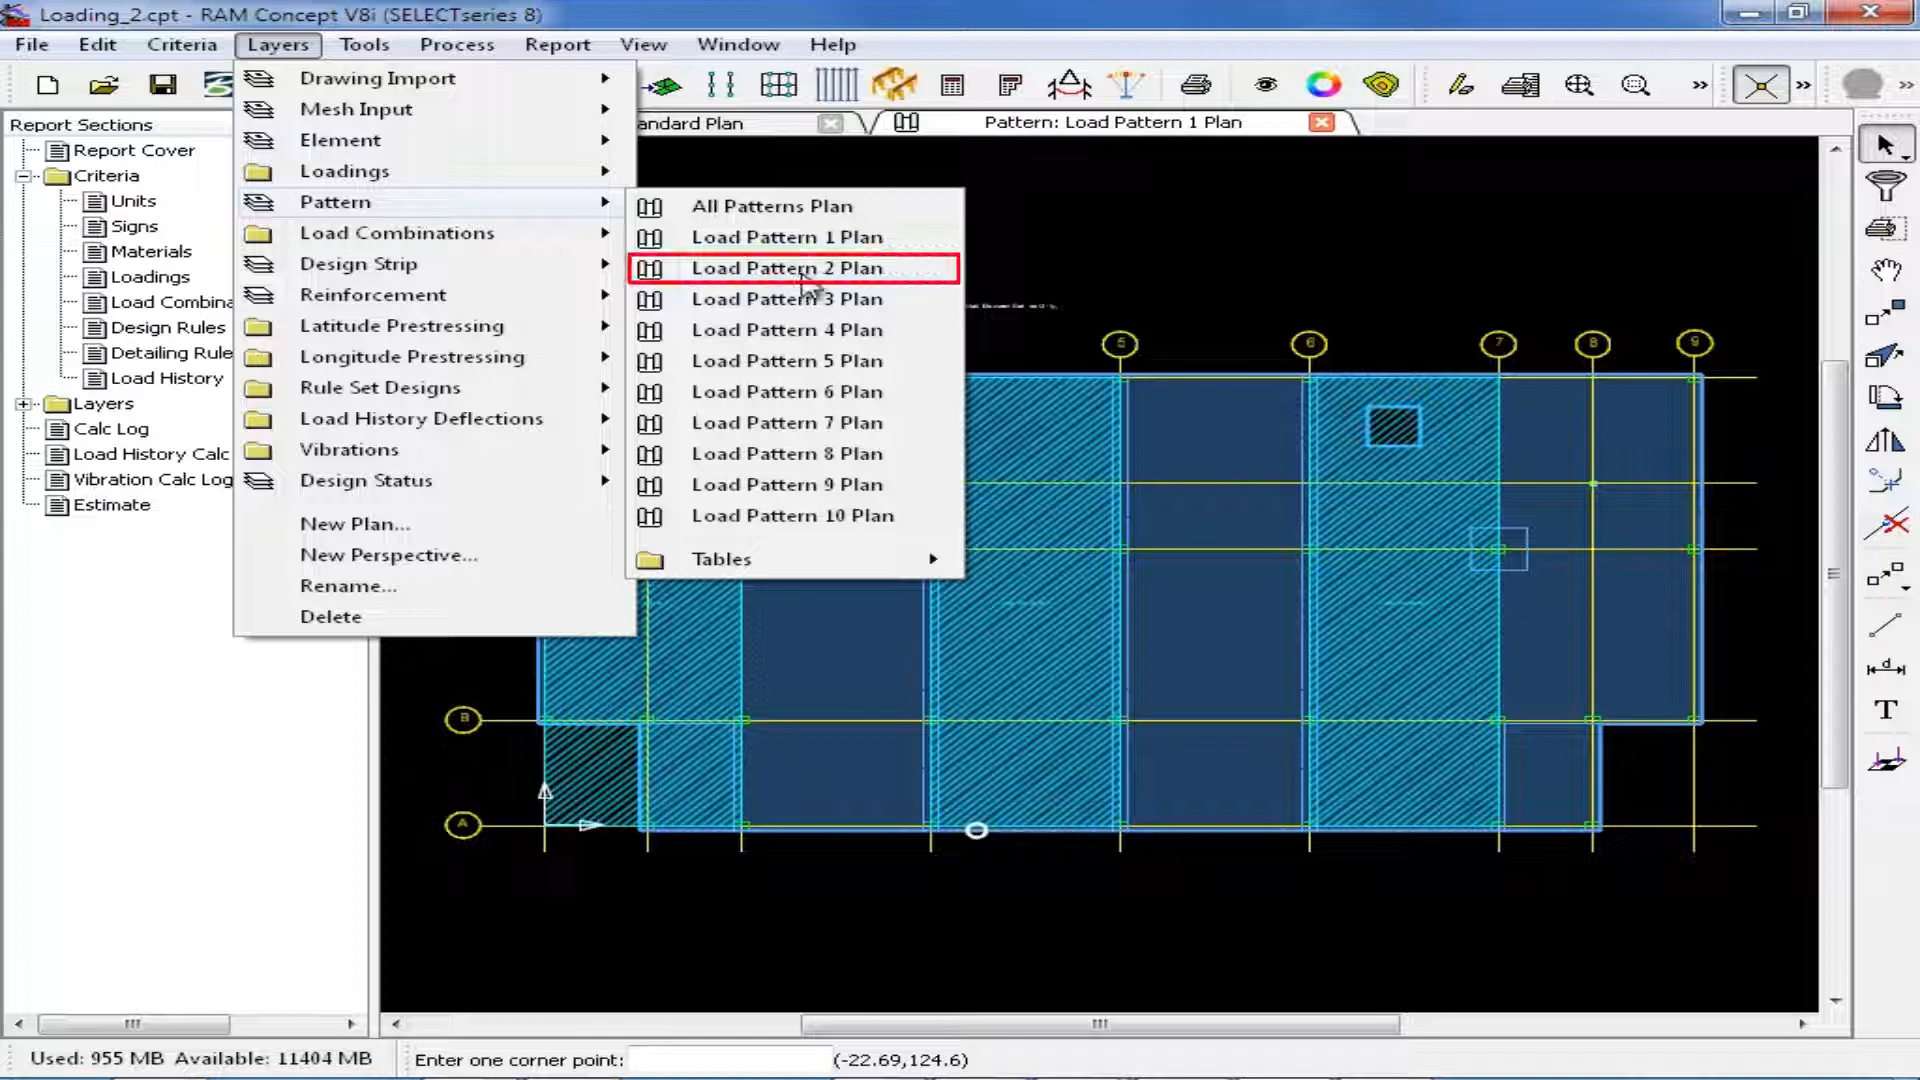 Loading_2.cpt - RAM Concept V8i (SELECTseries 8)
File Edit Criteria Layers Tools Process Report View Window Help
Report Sections
Report Cover
Criteria
Units
Signs
Materials
Loadings
Load Combina
Design Rules
Detailing Rule
Load History
Layers
Calc Log
Load History Calc
Vibration Calc Log
Estimate
Drawing Import
Mesh Input
Element
Loadings
Pattern
Load Combinations
Design Strip
Reinforcement
Latitude Prestressing
Longitude Prestressing
Rule Set Designs
Load History Deflections
Vibrations
Design Status
New Plan...
New Perspective...
Rename...
Delete
All Patterns Plan
Load Pattern 1 Plan
Load Pattern 2 Plan
Load Pattern 3 Plan
Load Pattern 4 Plan
Load Pattern 5 Plan
Load Pattern 6 Plan
Load Pattern 7 Plan
Load Pattern 8 Plan
Load Pattern 9 Plan
Load Pattern 10 Plan
Tables
andard Plan
Pattern: Load Pattern 1 Plan
5 6 7 8 9
B
A
d
T
Used: 955 MB Available: 11404 MB
Enter one corner point:
(-22.69,124.6)